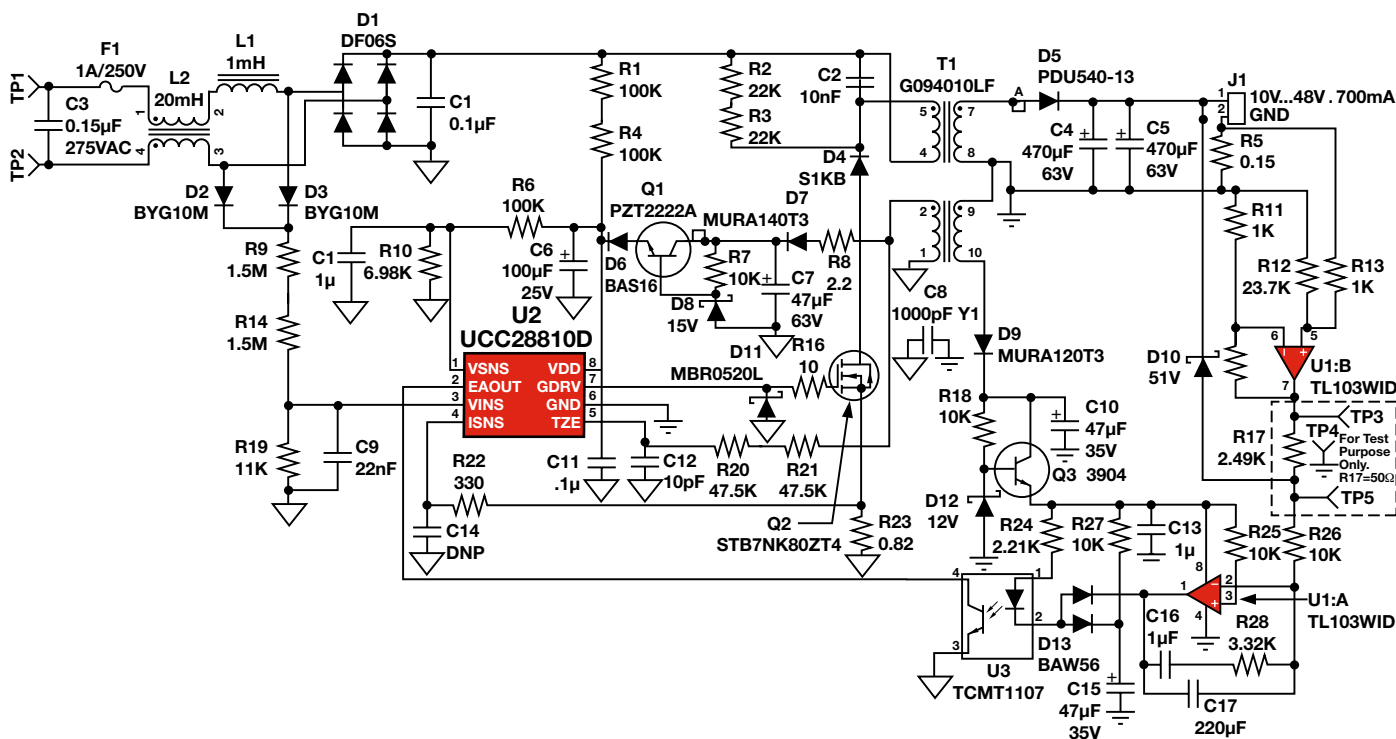 TP1
TP2
F1
1A/250V
C3
0.15µF
275VAC
L2
20mH
1
2
4
3
L1
1mH
D1
DF06S
C1
0.1µF
D2
BYG10M
D3
BYG10M
R1
100K
R4
100K
R2
22K
R3
22K
C2
10nF
D4
S1KB
T1
G094010LF
5
4
7
8
2
1
9
10
A
D5
PDU540-13
C4
470µF
63V
C5
470µF
63V
J1
1
2
10V...48V . 700mA
GND
R5
0.15
R11
1K
R12
23.7K
R13
1K
R9
1.5M
R14
1.5M
R19
11K
C9
22nF
C1
1µ
R10
6.98K
R6
100K
C6
100µF
25V
D6
BAS16
Q1
PZT2222A
R7
10K
D8
15V
C7
47µF
63V
D7
MURA140T3
R8
2.2
C8
1000pF Y1
U2
UCC28810D
1 VSNS VDD 8
2 EAOUT GDRV 7
3 VINS GND 6
4 ISNS TZE 5
D11
MBR0520L
R16
10
R22
330
C14
DNP
C11
.1µ
C12
10pF
R20
47.5K
R21
47.5K
Q2
STB7NK80ZT4
R23
0.82
D9
MURA120T3
R18
10K
C10
47µF
35V
Q3 3904
D12
12V
R24
2.21K
R27
10K
C13
1µ
R25
10K
R26
10K
D10
51V
6
5
7
U1:B
TL103WID
R17
2.49K
TP3
TP4
For Test
Purpose
Only.
R17=50Ω
TP5
8
1
2
3
4
U1:A
TL103WID
4
3
1
2
U3
TCMT1107
D13
BAW56
C15
47µF
35V
C16
1µF
R28
3.32K
C17
220µF